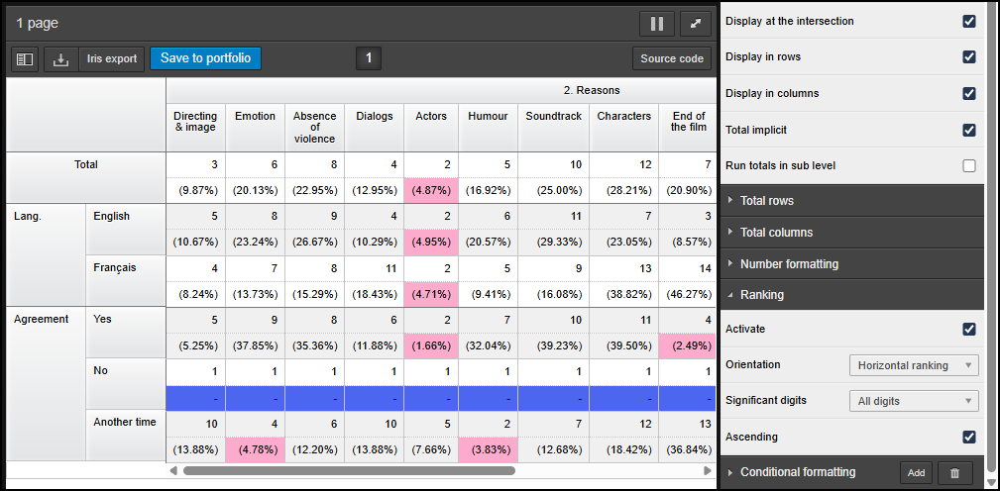 1 page
Iris export Save to portfolio 1 Source code
2. Reasons
Directing & image Emotion Absence of violence Dialogs Actors Humour Soundtrack Characters End of the film
Total 3 6 8 4 2 5 10 12 7
(9.87%) (20.13%) (22.95%) (12.95%) (4.87%) (16.92%) (25.00%) (28.21%) (20.90%)
Lang. English 5 8 9 4 2 6 11 7 3
(10.67%) (23.24%) (26.67%) (10.29%) (4.95%) (20.57%) (29.33%) (23.05%) (8.57%)
Français 4 7 8 11 2 5 9 13 14
(8.24%) (13.73%) (15.29%) (18.43%) (4.71%) (9.41%) (16.08%) (38.82%) (46.27%)
Agreement Yes 5 9 8 6 2 7 10 11 4
(5.25%) (37.85%) (35.36%) (11.88%) (1.66%) (32.04%) (39.23%) (39.50%) (2.49%)
No 1 1 1 1 1 1 1 1 1
- - - - - - - - -
Another time 10 4 6 10 5 2 7 12 13
(13.88%) (4.78%) (12.20%) (13.88%) (7.66%) (3.83%) (12.68%) (18.42%) (36.84%)
Display at the intersection
Display in rows
Display in columns
Total implicit
Run totals in sub level
Total rows
Total columns
Number formatting
Ranking
Activate
Orientation Horizontal ranking
Significant digits All digits
Ascending
Conditional formatting Add